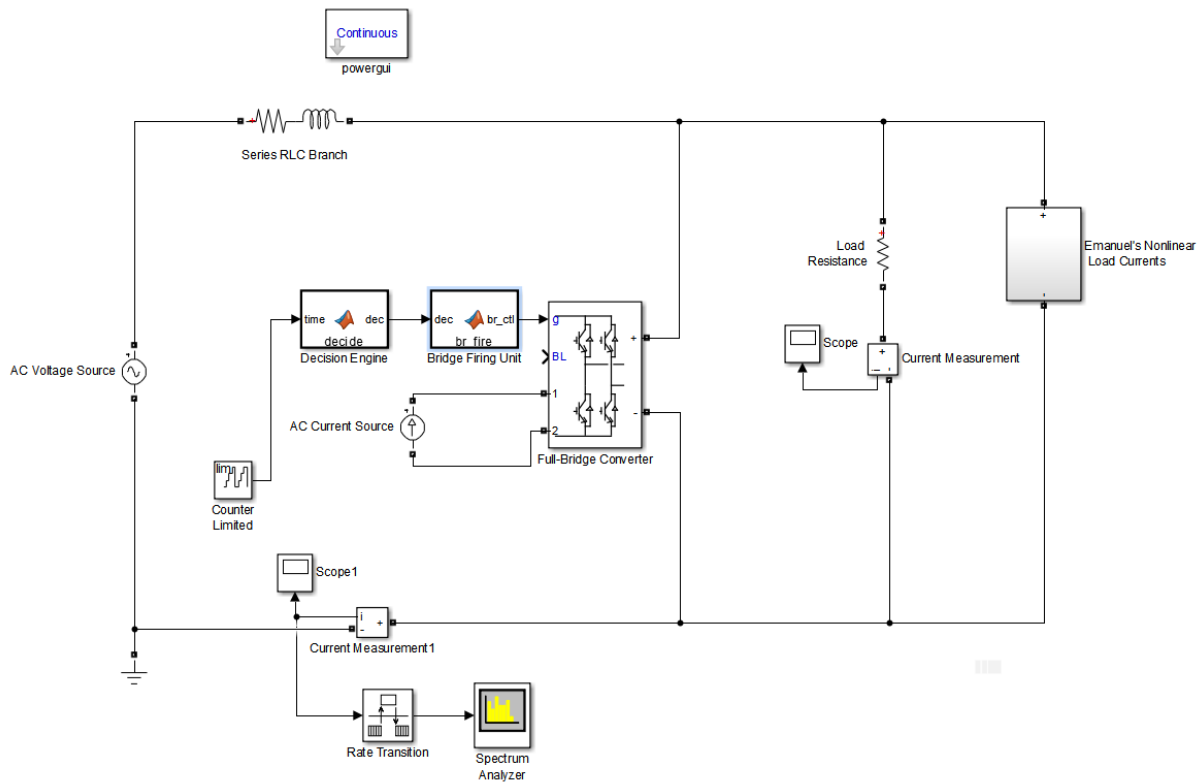 Continuous
powergui
+
Series RLC Branch
+
Load
Resistance
+
-
Emanuel's Nonlinear
Load Currents
time dec
decide
Decision Engine
dec br_ctl
br_fire
Bridge Firing Unit
g
BL
1
2
+
-
Full-Bridge Converter
Scope
+
i -
Current Measurement
AC Voltage Source
+
AC Current Source
+
lim
Counter
Limited
Scope1
i
-
+
Current Measurement1
Rate Transition
Spectrum
Analyzer